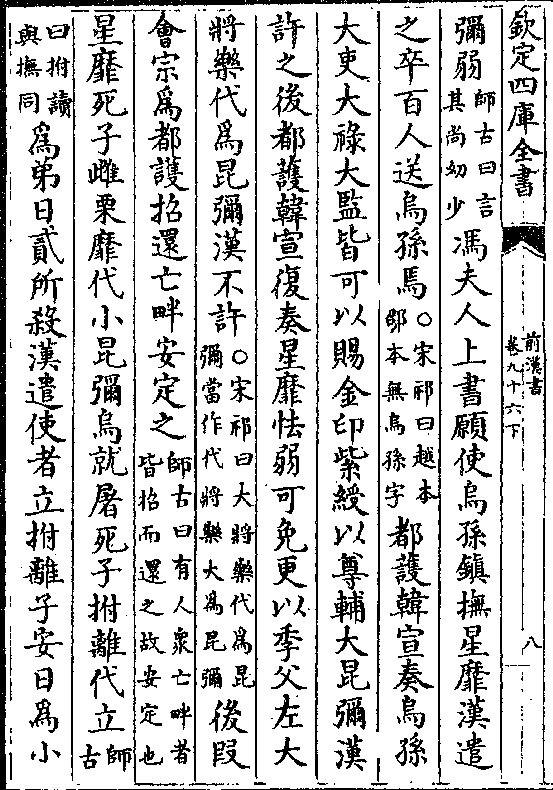 欽定四庫全書
前漢書
卷九十六下
八
彌弱師古曰言其尚幼少馮夫人上書願使烏孫鎮撫星靡漢遣
之卒百人送烏孫焉○宋祁曰越本邸本無烏孫字都護韓宣奏烏孫
大吏大祿大監皆可以賜金印紫綬以尊輔大昆彌漢
許之後都護韓宣復奏星靡怯弱可免更以季父左大
將樂代為昆彌漢不許○宋祁曰大將樂代為昆彌當作代將樂大為昆彌後叚
會宗為都護招還亡畔安定之師古曰有人衆亡畔者皆招而還之故安定也
星靡死子雌栗靡代小昆彌烏就屠死子拊離代立師古
曰拊讀與撫同為弟日貳所殺漢遣使者立拊離子安日為小